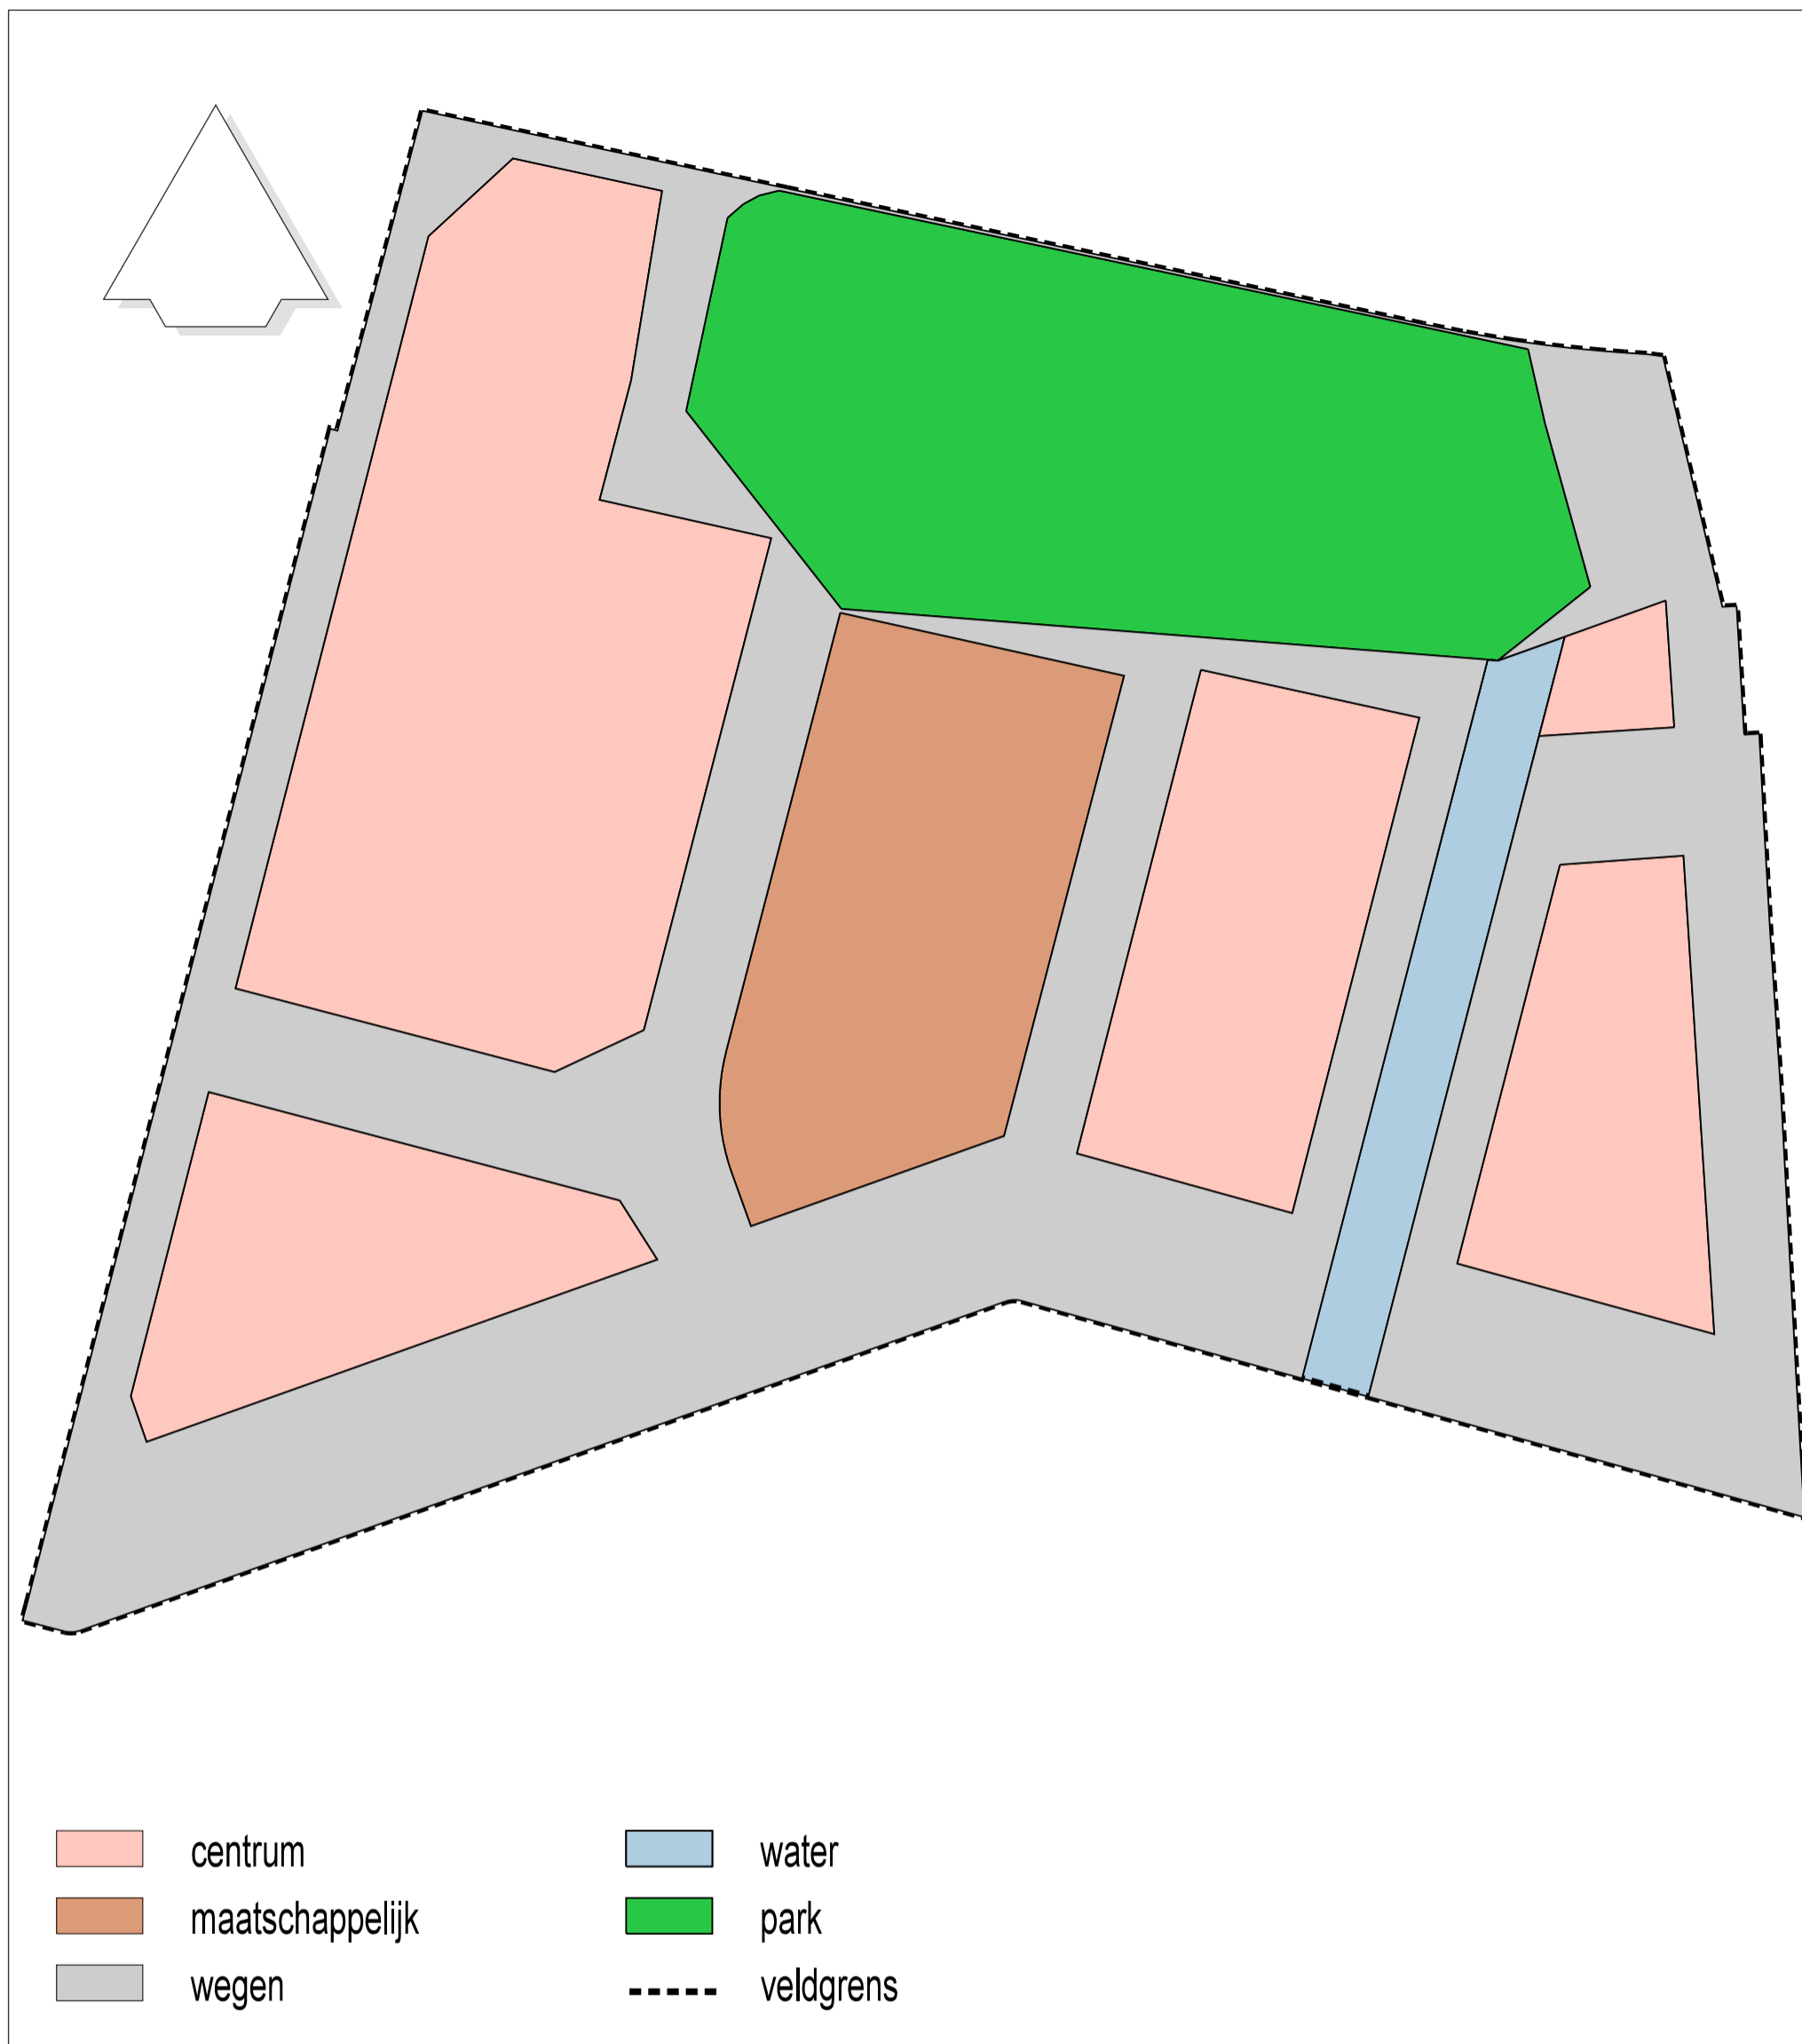 centrum
maatschappelijk
wegen
water
park
veldgrens